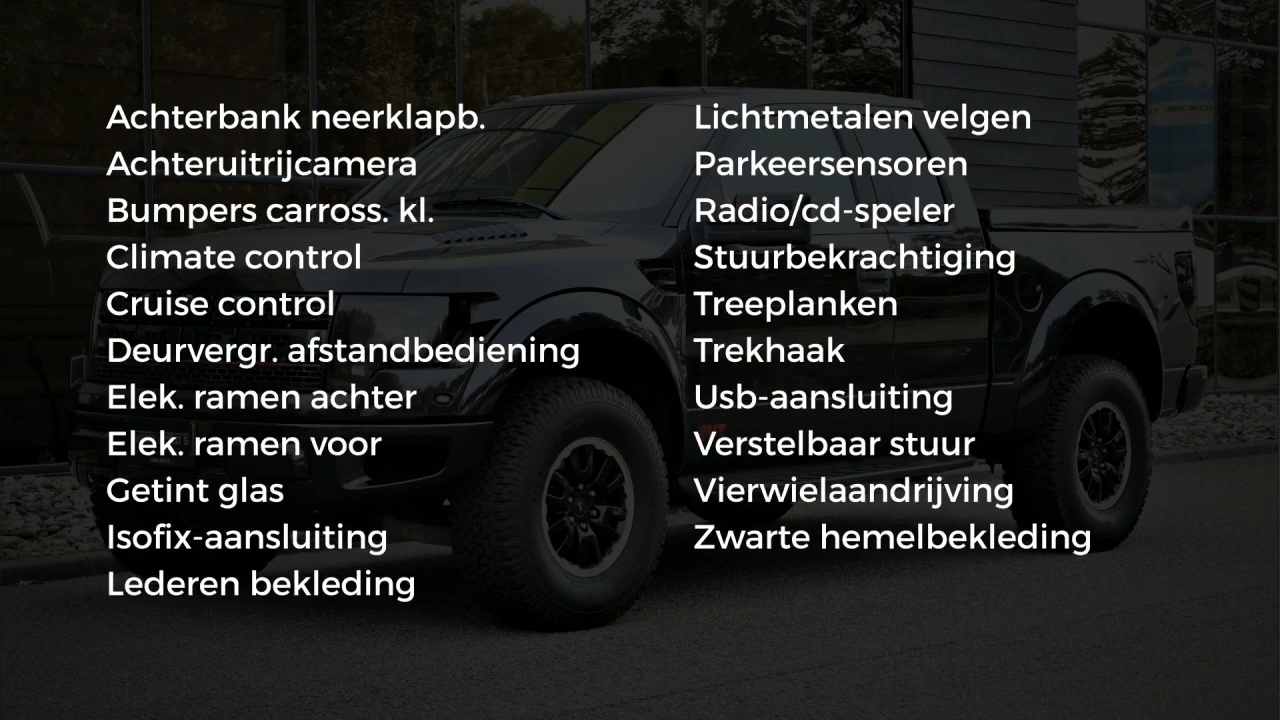 Achterbank neerklapb.
Achteruitrijcamera
Bumpers carross. kl.
Climate control
Cruise control
Deurvergr. afstandbediening
Elek. ramen achter
Elek. ramen voor
Getint glas
Isofix-aansluiting
Lederen bekleding
Lichtmetalen velgen
Parkeersensoren
Radio/cd-speler
Stuurbekrachtiging
Treeplanken
Trekhaak
Usb-aansluiting
Verstelbaar stuur
Vierwielaandrijving
Zwarte hemelbekleding